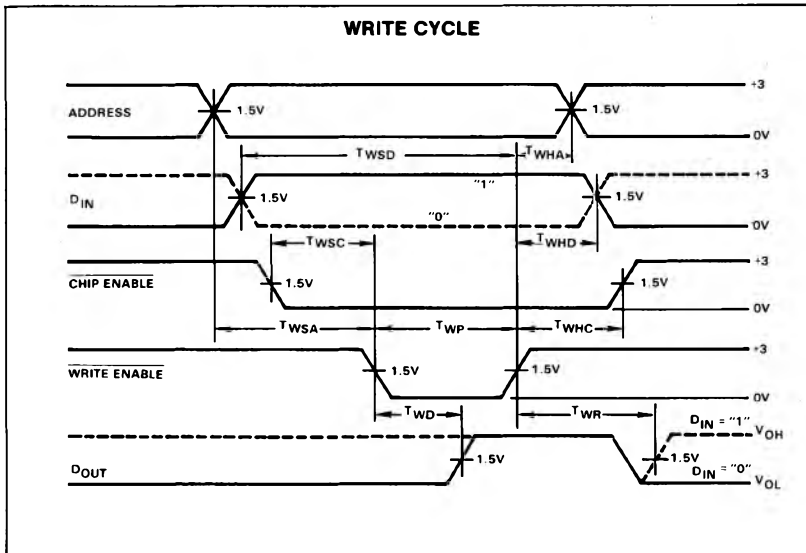 WRITE CYCLE
ADDRESS
1.5V
1.5V
+3
0V
TWSD
TWHA
DIN
1.5V
"1"
"0"
1.5V
+3
0V
TWSC
TWHD
CHIP ENABLE
1.5V
1.5V
+3
0V
TWSA
TWP
TWHC
WRITE ENABLE
1.5V
1.5V
+3
0V
TWD
TWR
DIN = "1"
VOH
DOUT
1.5V
1.5V
DIN = "0"
VOL